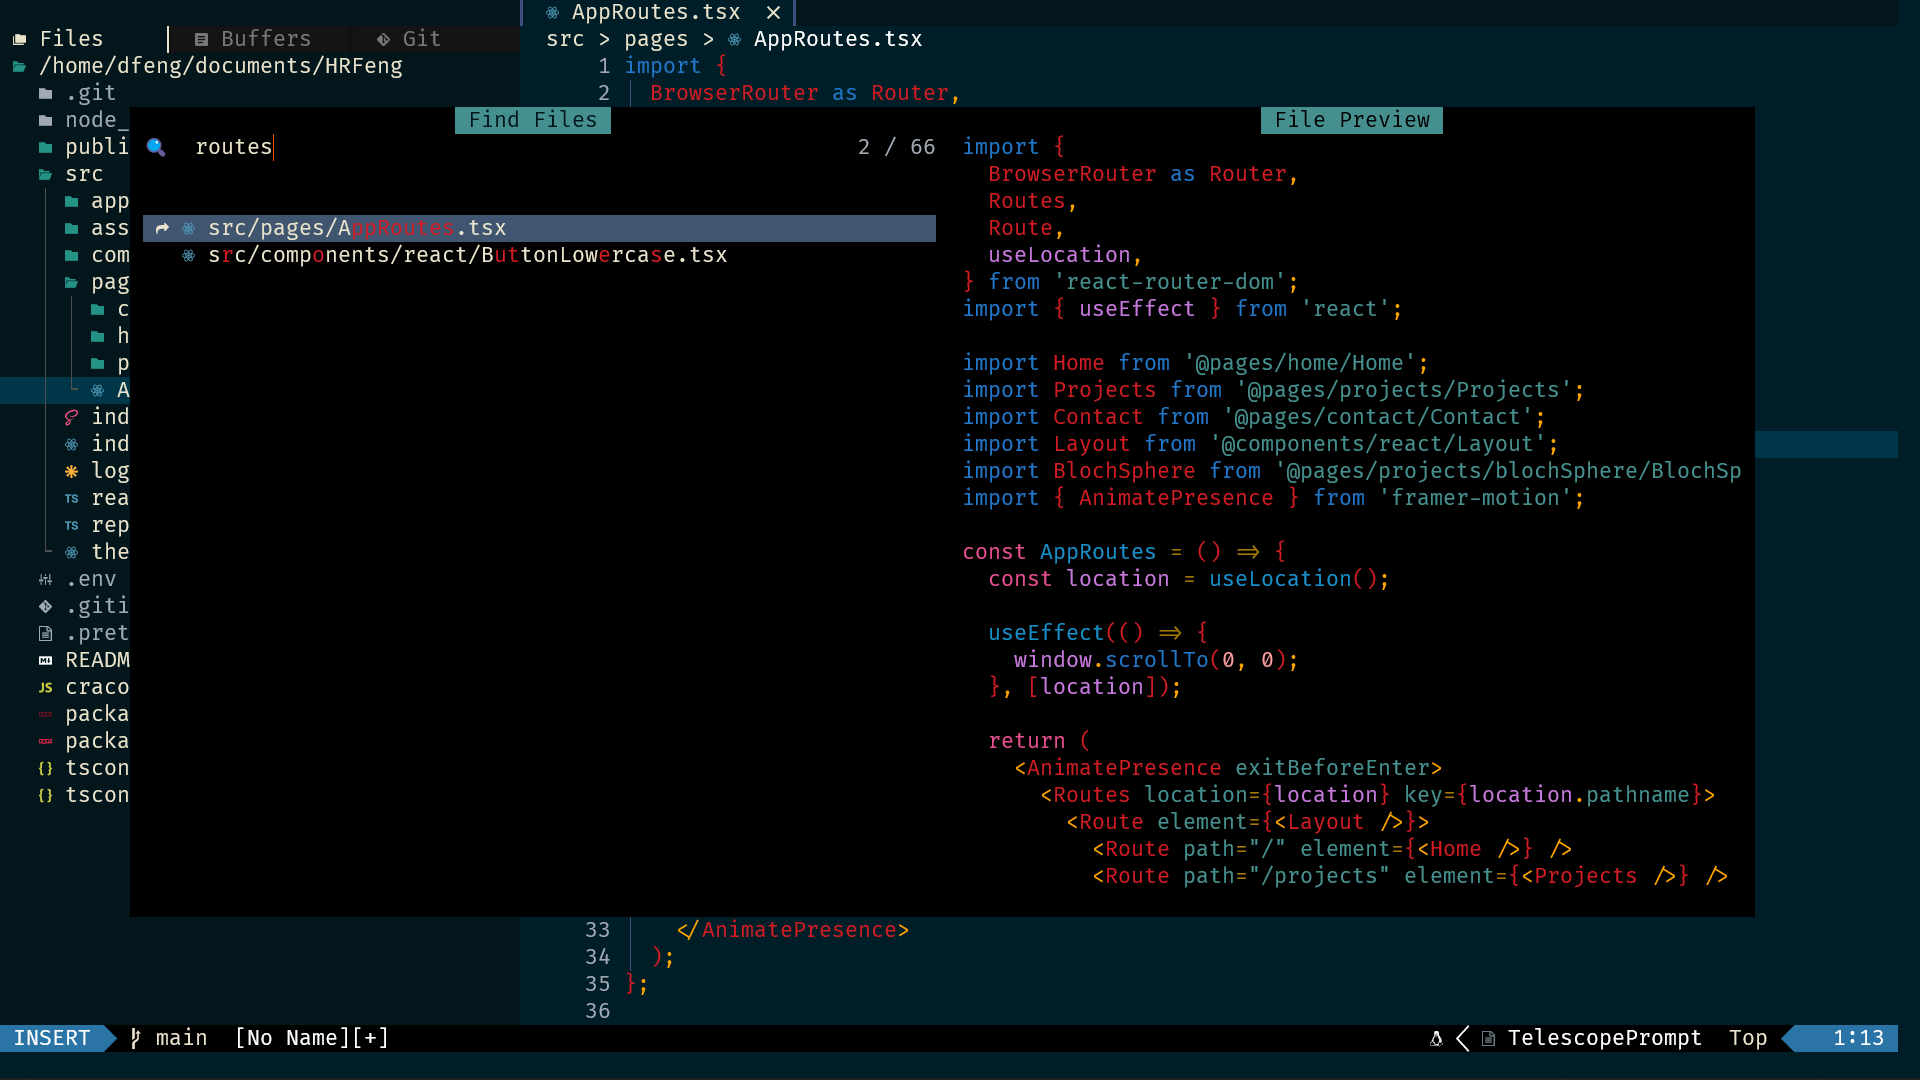 AppRoutes.tsx ×
Files Buffers Git
src > pages > AppRoutes.tsx
/home/dfeng/documents/HRFeng
.git
node_
publi
src
app
ass
com
pag
c
h
p
A
ind
ind
log
TS rea
TS rep
the
.env
.giti
.pret
READM
JS craco
packa
packa
{} tscon
{} tscon
1 import {
2 BrowserRouter as Router,
Find Files
routes 2 / 66
src/pages/AppRoutes.tsx
src/components/react/ButtonLowercase.tsx
File Preview
import {
BrowserRouter as Router,
Routes,
Route,
useLocation,
} from 'react-router-dom';
import { useEffect } from 'react';
import Home from '@pages/home/Home';
import Projects from '@pages/projects/Projects';
import Contact from '@pages/contact/Contact';
import Layout from '@components/react/Layout';
import BlochSphere from '@pages/projects/blochSphere/BlochSp
import { AnimatePresence } from 'framer-motion';
const AppRoutes = () => {
const location = useLocation();
useEffect(() => {
window.scrollTo(0, 0);
}, [location]);
return (
<AnimatePresence exitBeforeEnter>
<Routes location={location} key={location.pathname}>
<Route element={<Layout />}>
<Route path="/" element={<Home />} />
<Route path="/projects" element={<Projects />} />
33 </AnimatePresence>
34 );
35 };
36
INSERT main [No Name][+] TelescopePrompt Top 1:13